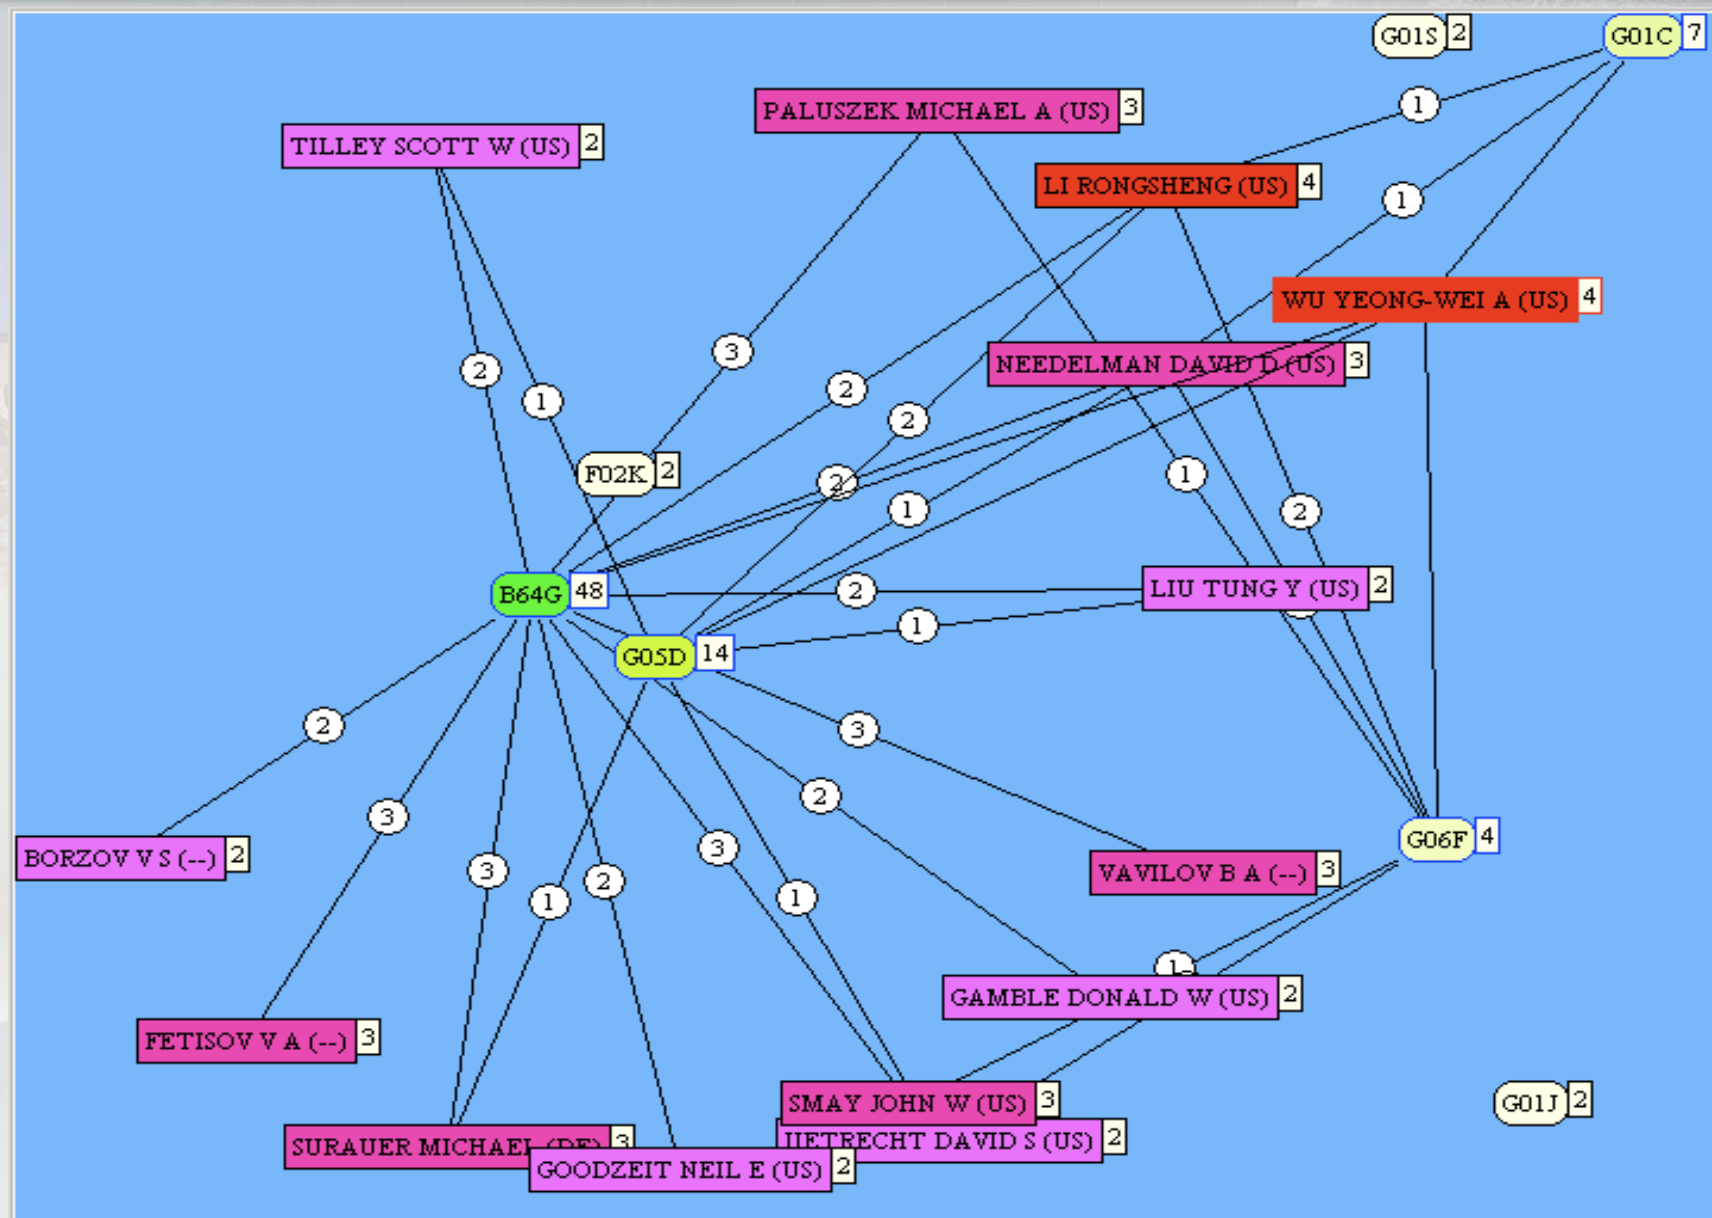 G01S 2
G01C 7
PALUSZEK MICHAEL A (US) 3
1
TILLEY SCOTT W (US) 2
LI RONGSHENG (US) 4
1
WU YEONG-WEI A (US) 4
3
NEEDELMAN DAVID D (US) 3
2
2
1
2
F02K 2
1
2
1
2
B64G 48
2
LIU TUNG Y (US) 2
1
G05D 14
2
3
2
3
G06F 4
3
BORZOV V S (--) 2
3
VAVILOV B A (--) 3
2
1
1
1
GAMBLE DONALD W (US) 2
FETISOV V A (--) 3
SMAY JOHN W (US) 3
G01J 2
SURAUER MICHAEL (DE) 3
DAVID S (US) 2
GOODZEIT NEIL E (US) 2